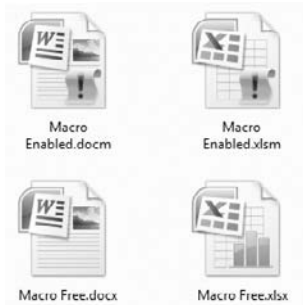 W
X
Macro
Enabled.docm
Macro
Enabled.xlsm
W
X
Macro Free.docx
Macro Free.xlsx